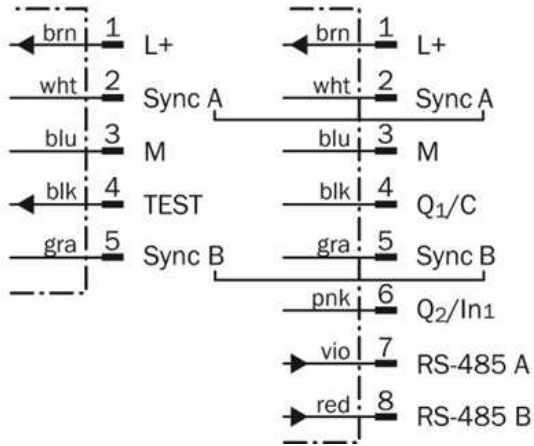 brn 1 L+ brn 1 L+
wht 2 Sync A wht 2 Sync A
blu 3 M blu 3 M
blk 4 TEST blk 4 Q1/C
gra 5 Sync B gra 5 Sync B
pnk 6 Q2/In1
vio 7 RS-485 A
red 8 RS-485 B